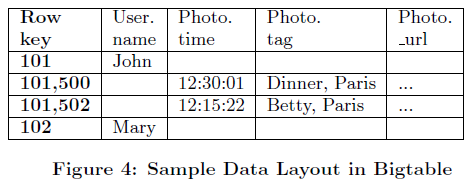 Row User. Photo. Photo. Photo.
key name time tag _url
101 John
101,500 12:30:01 Dinner, Paris ...
101,502 12:15:22 Betty, Paris ...
102 Mary
Figure 4: Sample Data Layout in Bigtable